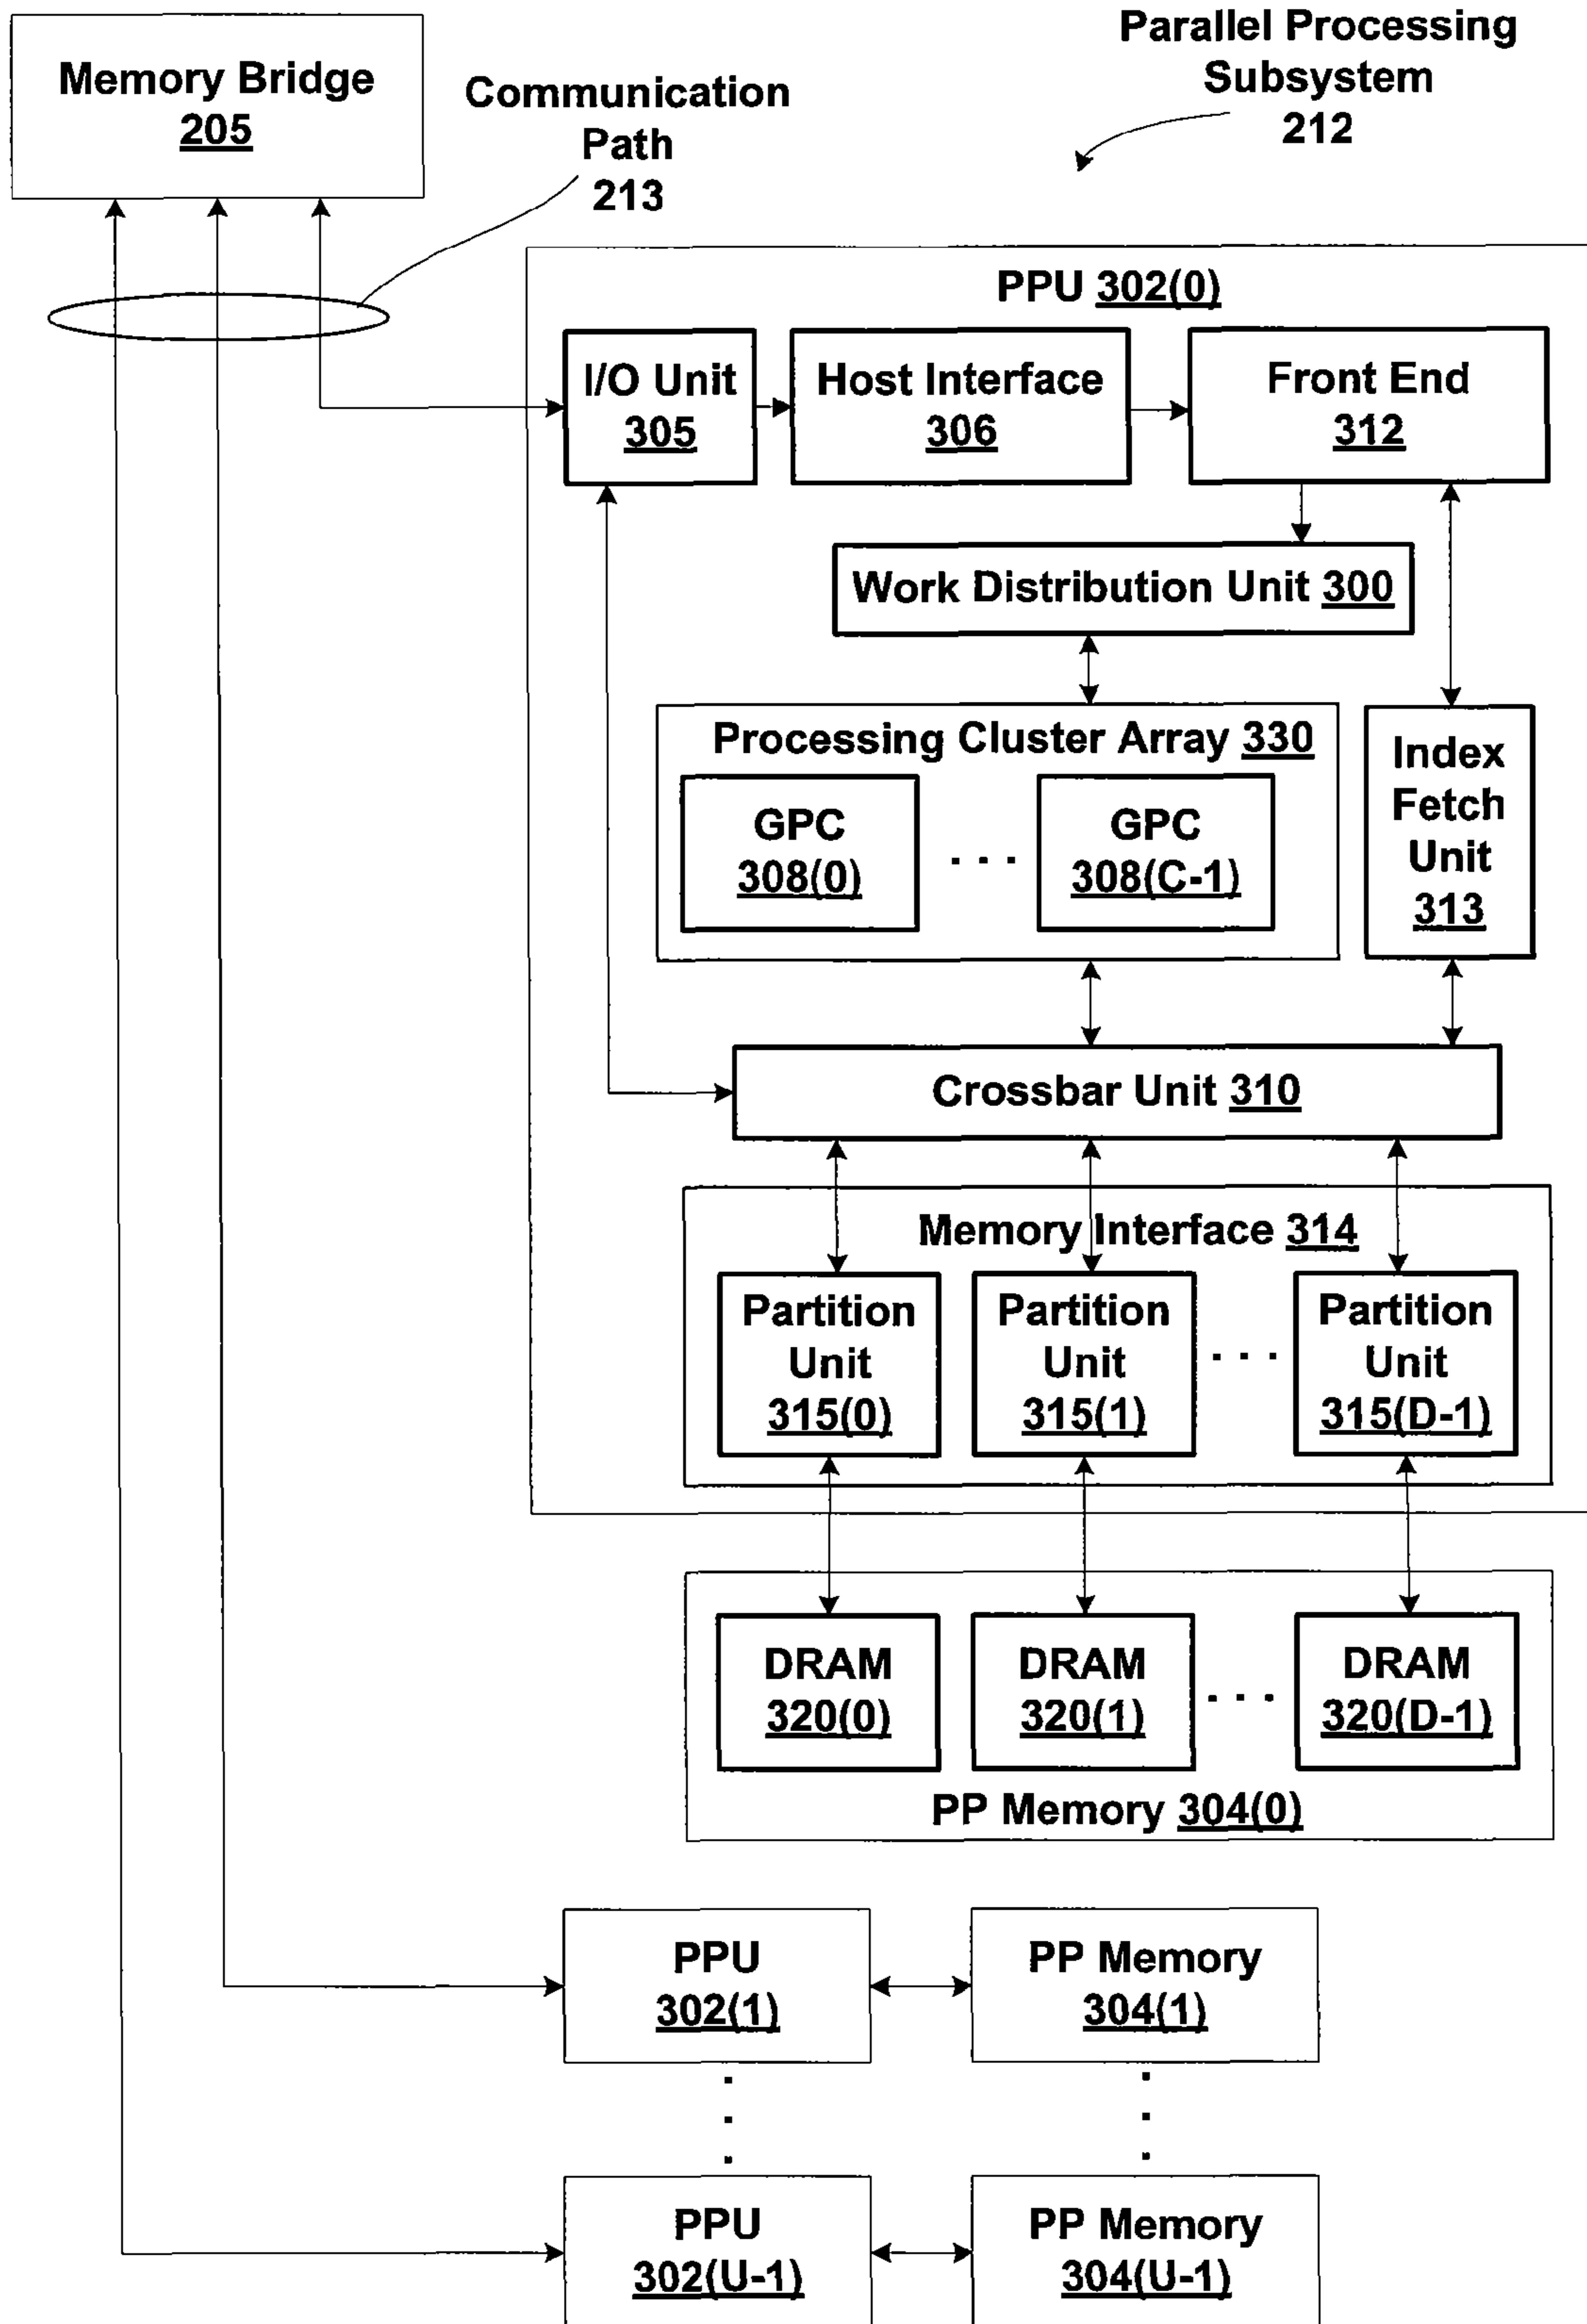 Parallel Processing
Subsystem
212
Memory Bridge
205
Communication
Path
213
PPU 302(0)
I/O Unit
305
Host Interface
306
Front End
312
Work Distribution Unit 300
Processing Cluster Array 330
GPC
308(0)
. . .
GPC
308(C-1)
Index
Fetch
Unit
313
Crossbar Unit 310
Memory Interface 314
Partition
Unit
315(0)
Partition
Unit
315(1)
. . .
Partition
Unit
315(D-1)
DRAM
320(0)
DRAM
320(1)
. . .
DRAM
320(D-1)
PP Memory 304(0)
PPU
302(1)
PP Memory
304(1)
PPU
302(U-1)
PP Memory
304(U-1)